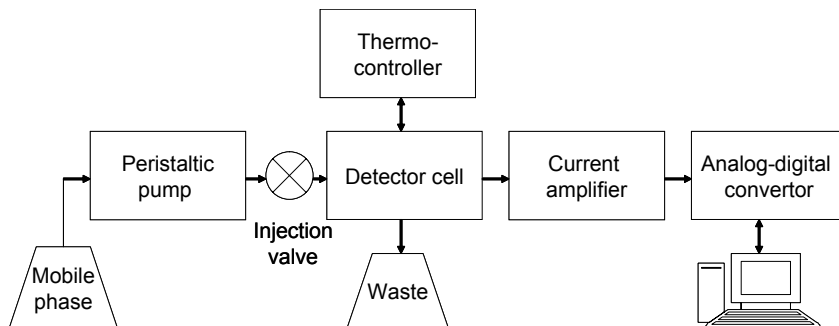 Thermo-
controller
Peristaltic
pump
Injection
valve
Detector cell
Current
amplifier
Analog-digital
convertor
Mobile
phase
Waste